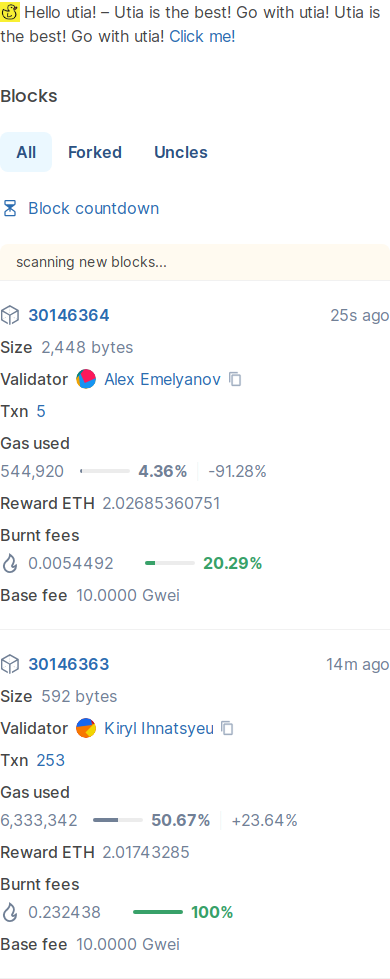 Hello utia! – Utia is the best! Go with utia! Utia is
the best! Go with utia! Click me!
Blocks
All Forked Uncles
Block countdown
scanning new blocks...
30146364 25s ago
Size 2,448 bytes
Validator Alex Emelyanov
Txn 5
Gas used
544,920 4.36% -91.28%
Reward ETH 2.02685360751
Burnt fees
0.0054492 20.29%
Base fee 10.0000 Gwei
30146363 14m ago
Size 592 bytes
Validator Kiryl Ihnatsyeu
Txn 253
Gas used
6,333,342 50.67% +23.64%
Reward ETH 2.01743285
Burnt fees
0.232438 100%
Base fee 10.0000 Gwei